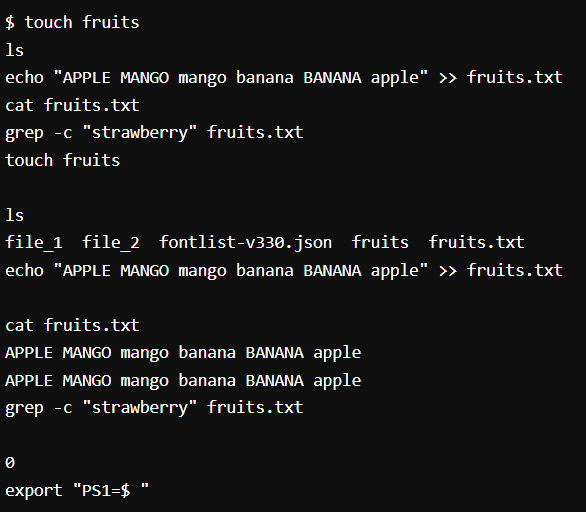 $ touch fruits
ls
echo "APPLE MANGO mango banana BANANA apple" >> fruits.txt
cat fruits.txt
grep -c "strawberry" fruits.txt
touch fruits
ls
file_1  file_2  fontlist-v330.json  fruits  fruits.txt
echo "APPLE MANGO mango banana BANANA apple" >> fruits.txt
cat fruits.txt
APPLE MANGO mango banana BANANA apple
APPLE MANGO mango banana BANANA apple
grep -c "strawberry" fruits.txt
0
export "PS1=$ "